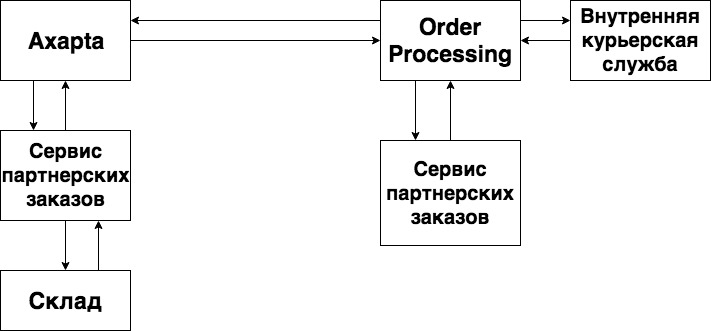 Axapta
Order
Processing
Внутренняя
курьерская
служба
Сервис
партнерских
заказов
Сервис
партнерских
заказов
Склад